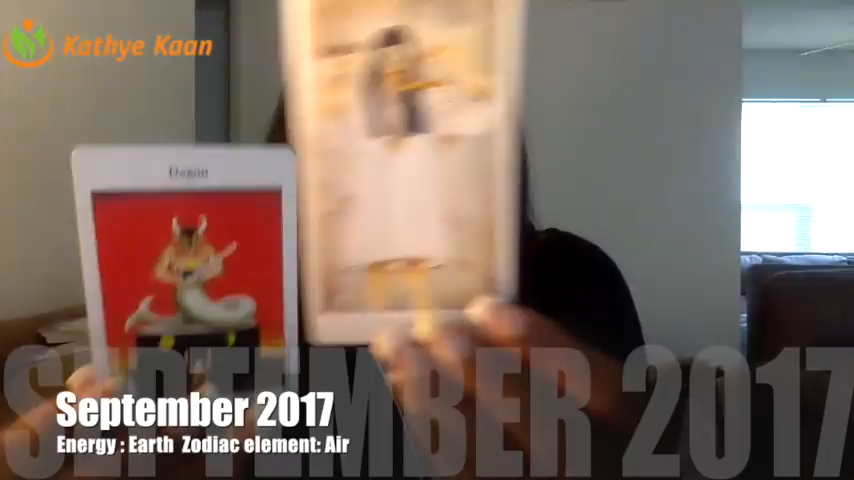 Kathye Kaan
SEPTEMBER 2017
September 2017
Energy : Earth Zodiac element: Air